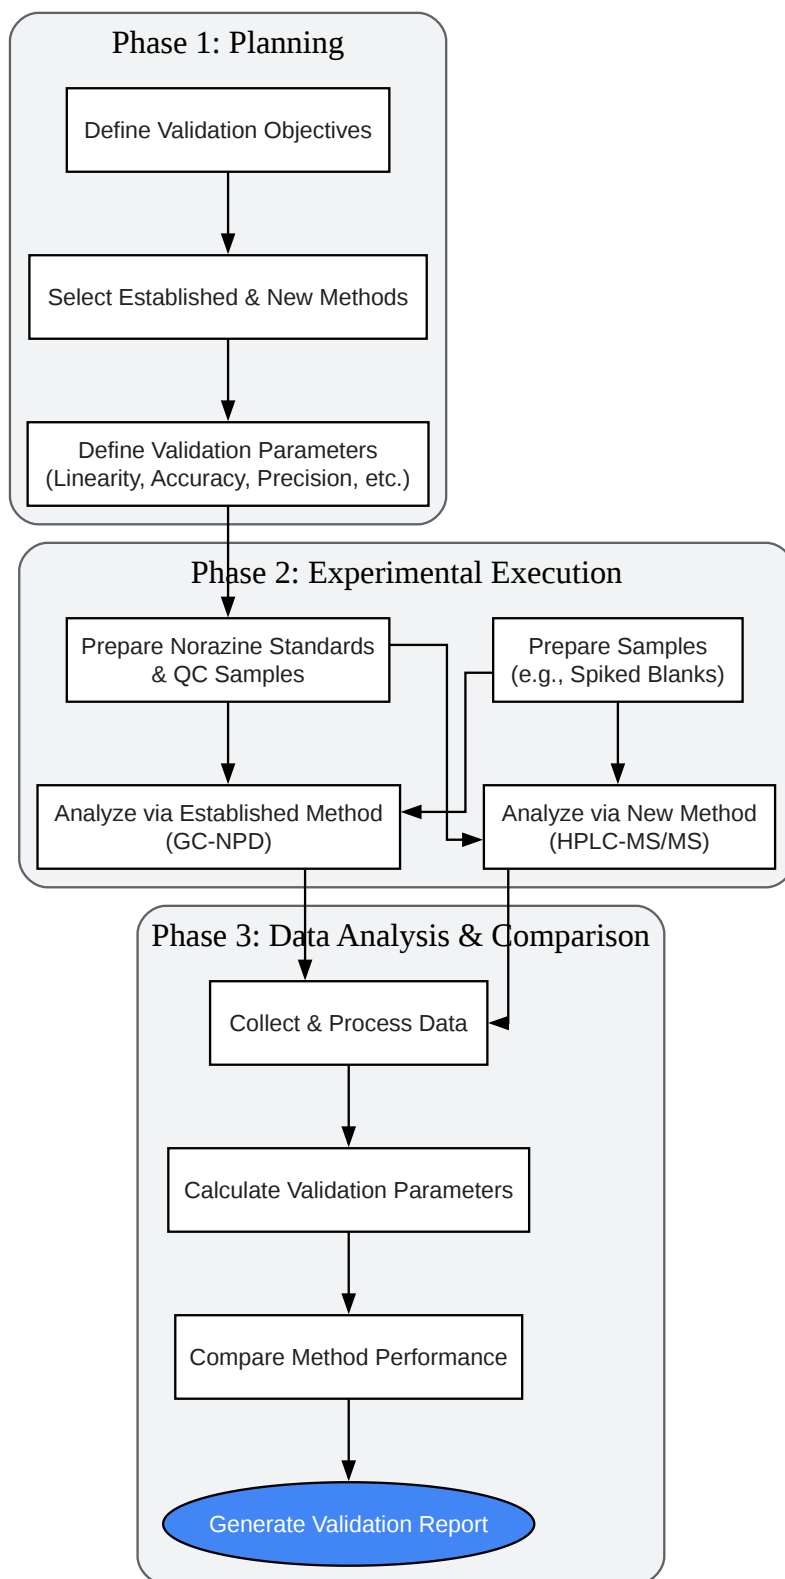 Phase 1: Planning
Define Validation Objectives
Select Established & New Methods
Define Validation Parameters
(Linearity, Accuracy, Precision, etc.)
Phase 2: Experimental Execution
Prepare Norazine Standards
& QC Samples
Prepare Samples
(e.g., Spiked Blanks)
Analyze via Established Method
(GC-NPD)
Analyze via New Method
(HPLC-MS/MS)
Phase 3: Data Analysis & Comparison
Collect & Process Data
Calculate Validation Parameters
Compare Method Performance
Generate Validation Report